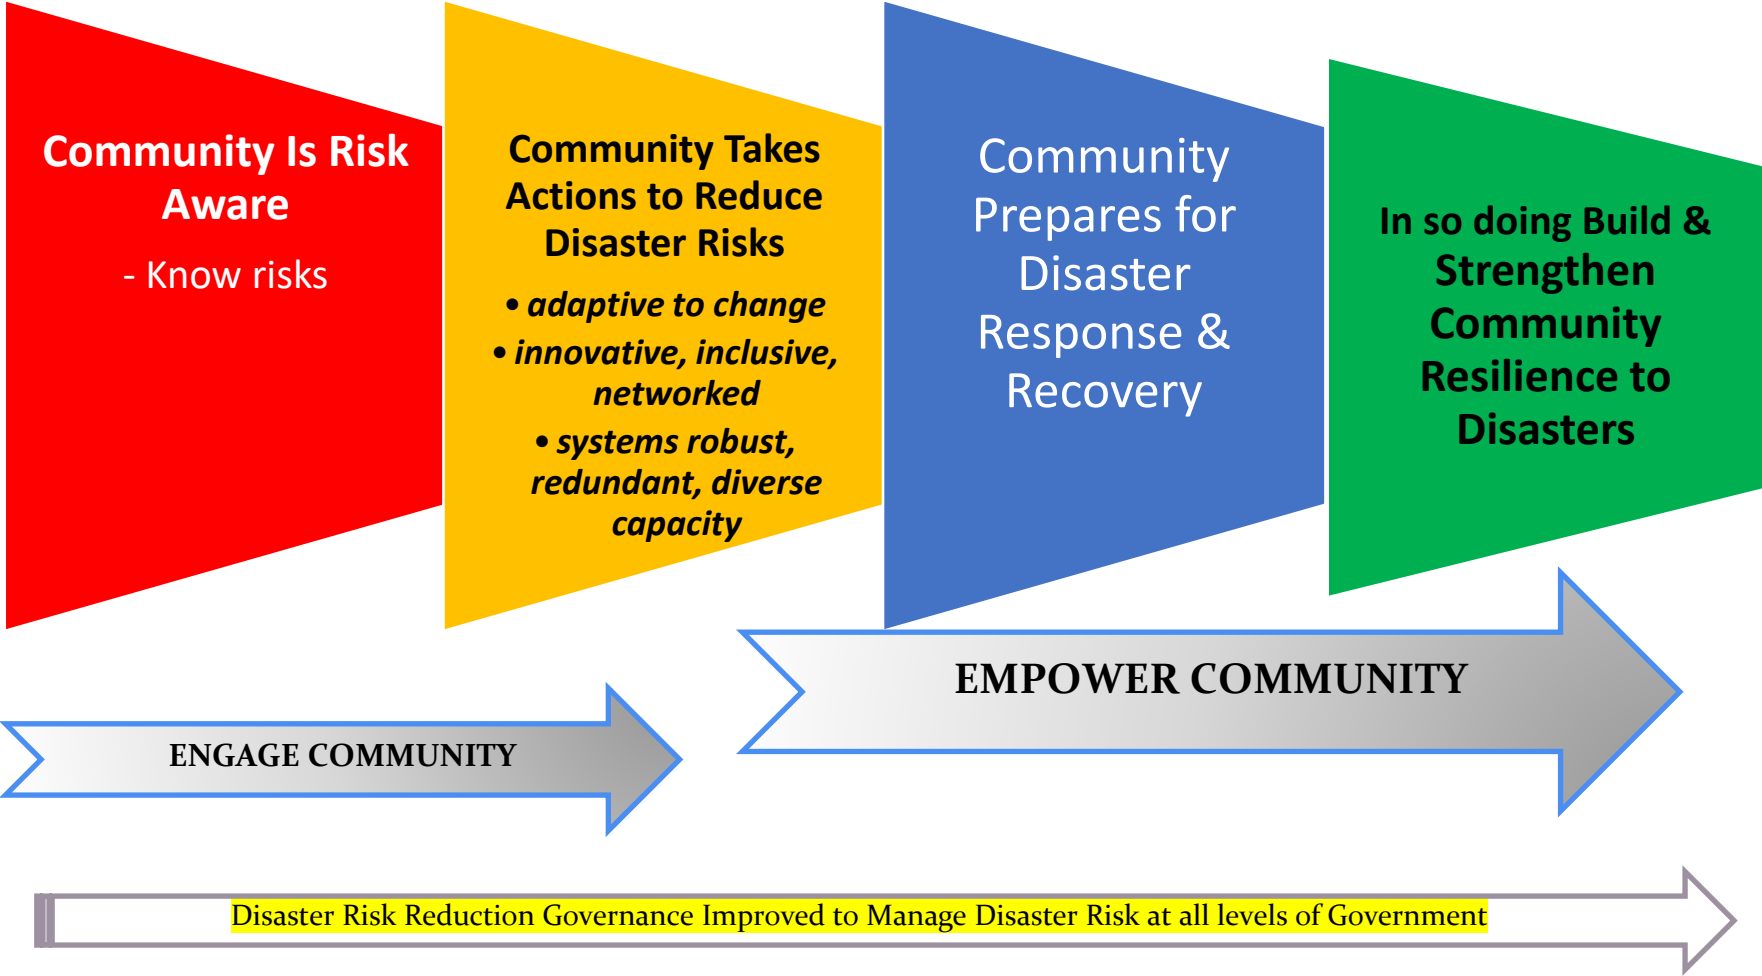 Community Is Risk
Aware
- Know risks
Community Takes
Actions to Reduce
Disaster Risks
• adaptive to change
• innovative, inclusive,
networked
• systems robust,
redundant, diverse
capacity
Community
Prepares for
Disaster
Response &
Recovery
In so doing Build &
Strengthen
Community
Resilience to
Disasters
EMPOWER COMMUNITY
ENGAGE COMMUNITY
Disaster Risk Reduction Governance Improved to Manage Disaster Risk at all levels of Government